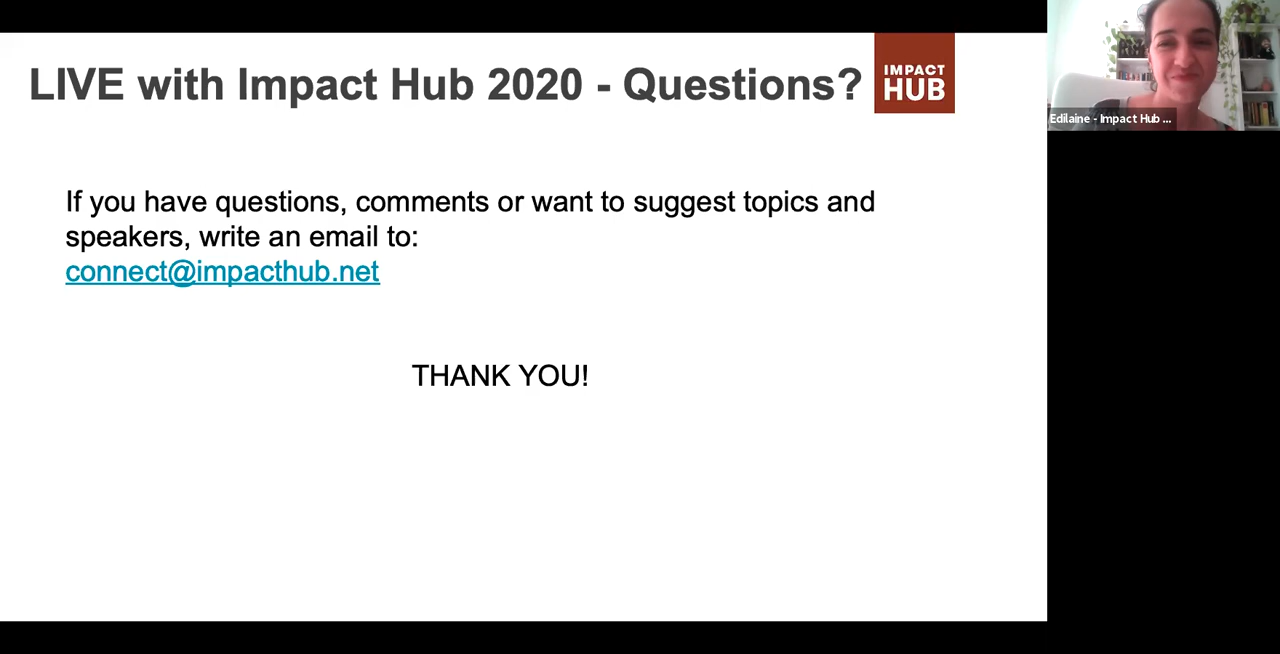 LIVE with Impact Hub 2020 - Questions?
IMPACT
HUB
Edilaine - Impact Hub ...
If you have questions, comments or want to suggest topics and
speakers, write an email to:
connect@impacthub.net
THANK YOU!